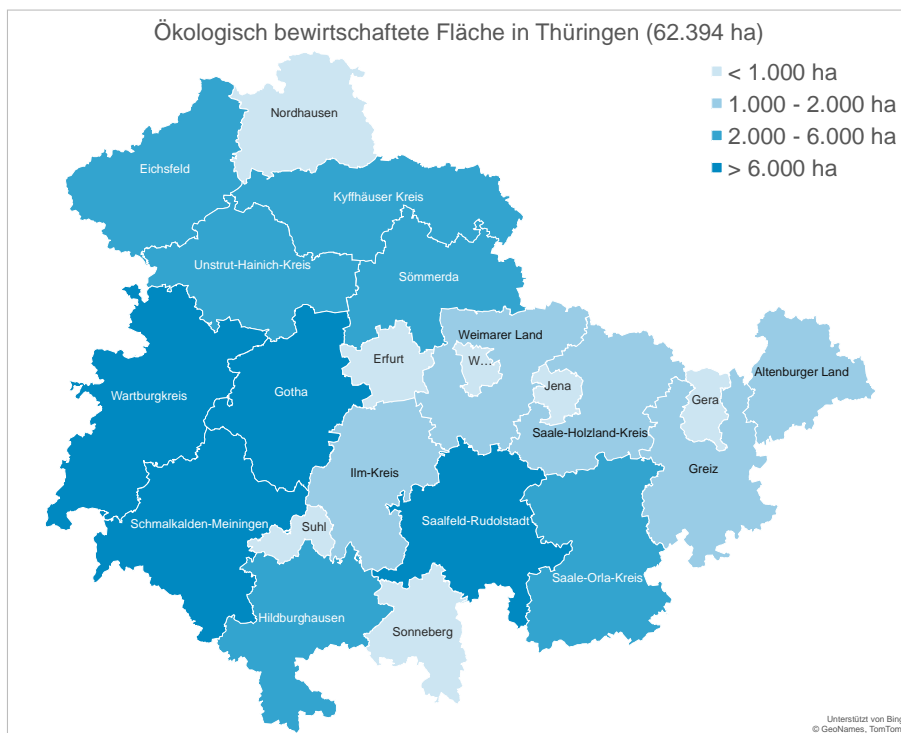 Ökologisch bewirtschaftete Fläche in Thüringen (62.394 ha)
< 1.000 ha
1.000 - 2.000 ha
2.000 - 6.000 ha
> 6.000 ha
Nordhausen
Eichsfeld
Kyffhäuser Kreis
Unstrut-Hainich-Kreis
Sömmerda
Weimarer Land
Erfurt
W...
Altenburger Land
Wartburgkreis
Gotha
Jena
Gera
Saale-Holzland-Kreis
Ilm-Kreis
Greiz
Schmalkalden-Meiningen
Suhl
Saalfeld-Rudolstadt
Saale-Orla-Kreis
Hildburghausen
Sonneberg
Unterstützt von Bing
© GeoNames, TomTom